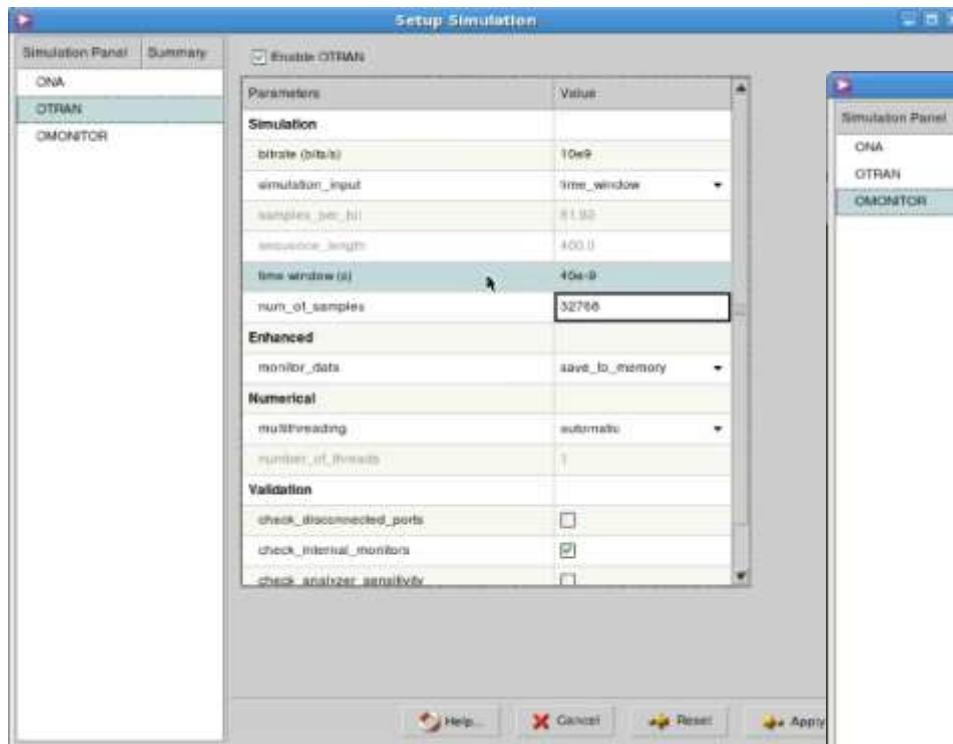 Setup Simulation
Simulation Panel Summary
ONA
OTRAN
OMONITOR
Enable OTRAN
Parameters Value
Simulation
bitrate (bits/s) 10e9
simulation_input time_window
samples_per_bit 81.92
sequence_length 400.0
time window (s) 40e-9
num_of_samples 32768
Enhanced
monitor_data save_to_memory
Numerical
multithreading automatic
number_of_threads 1
Validation
check_disconnected_ports
check_internal_monitors
check_analyzer_sensitivity
Help... Cancel Reset Apply
Simulation Panel
ONA
OTRAN
OMONITOR